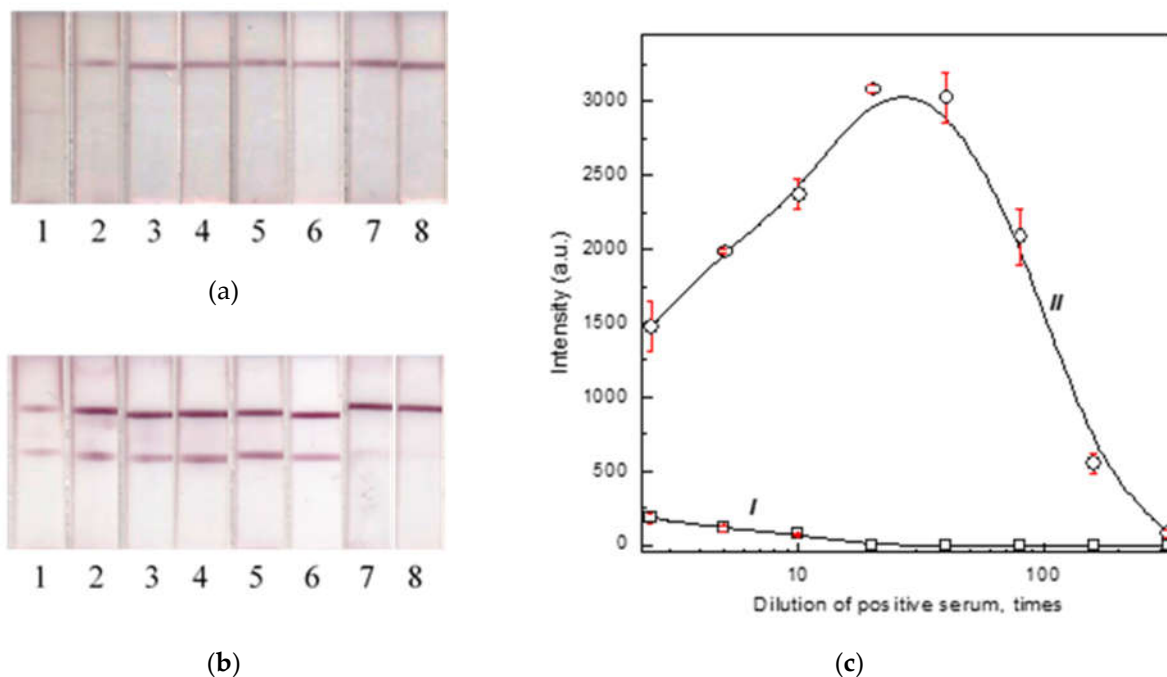 1 2 3 4 5 6 7 8
(a)
1 2 3 4 5 6 7 8
(b)
Intensity (a.u.)
3000
2500
2000
1500
1000
500
0
I
II
10 100
Dilution of positive serum, times
(c)